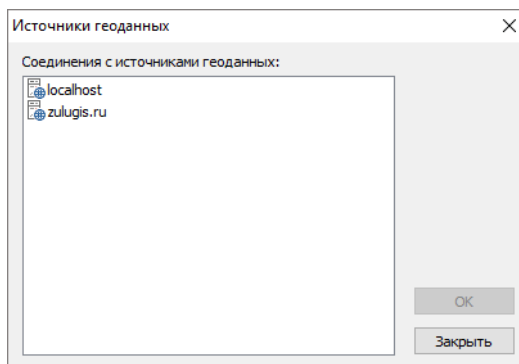 Источники геоданных
Соединения с источниками геоданных:
localhost
zulugis.ru
OK
Закрыть